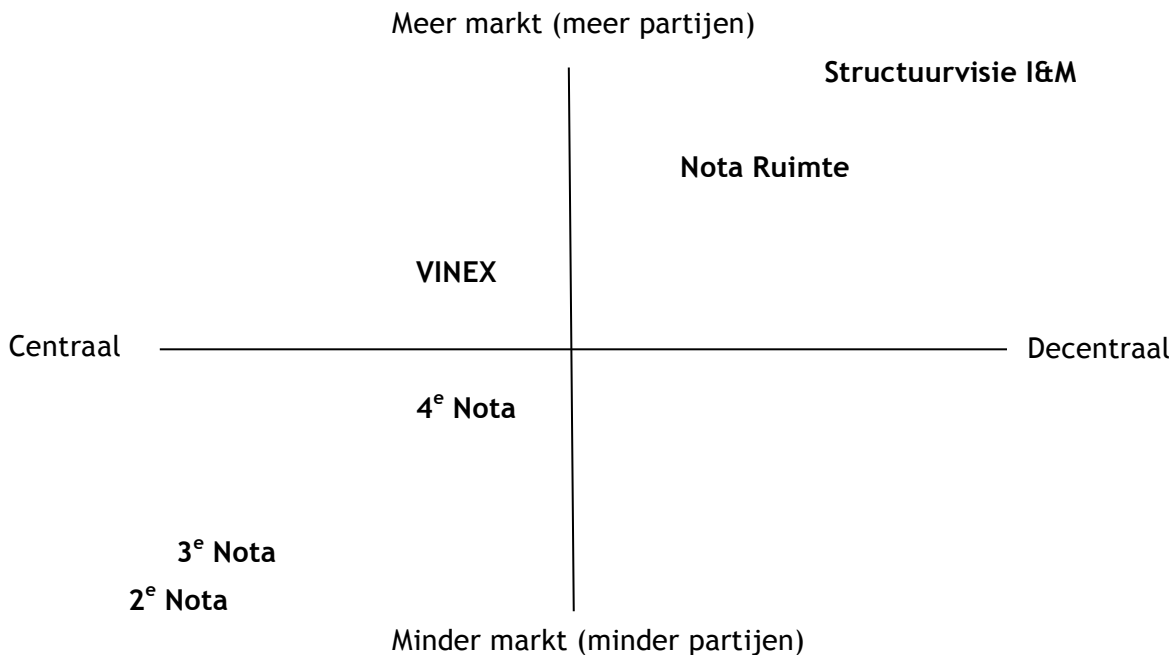 Meer markt (meer partijen)
Structuurvisie I&M
Nota Ruimte
VINEX
Centraal
Decentraal
4e Nota
3e Nota
2e Nota
Minder markt (minder partijen)